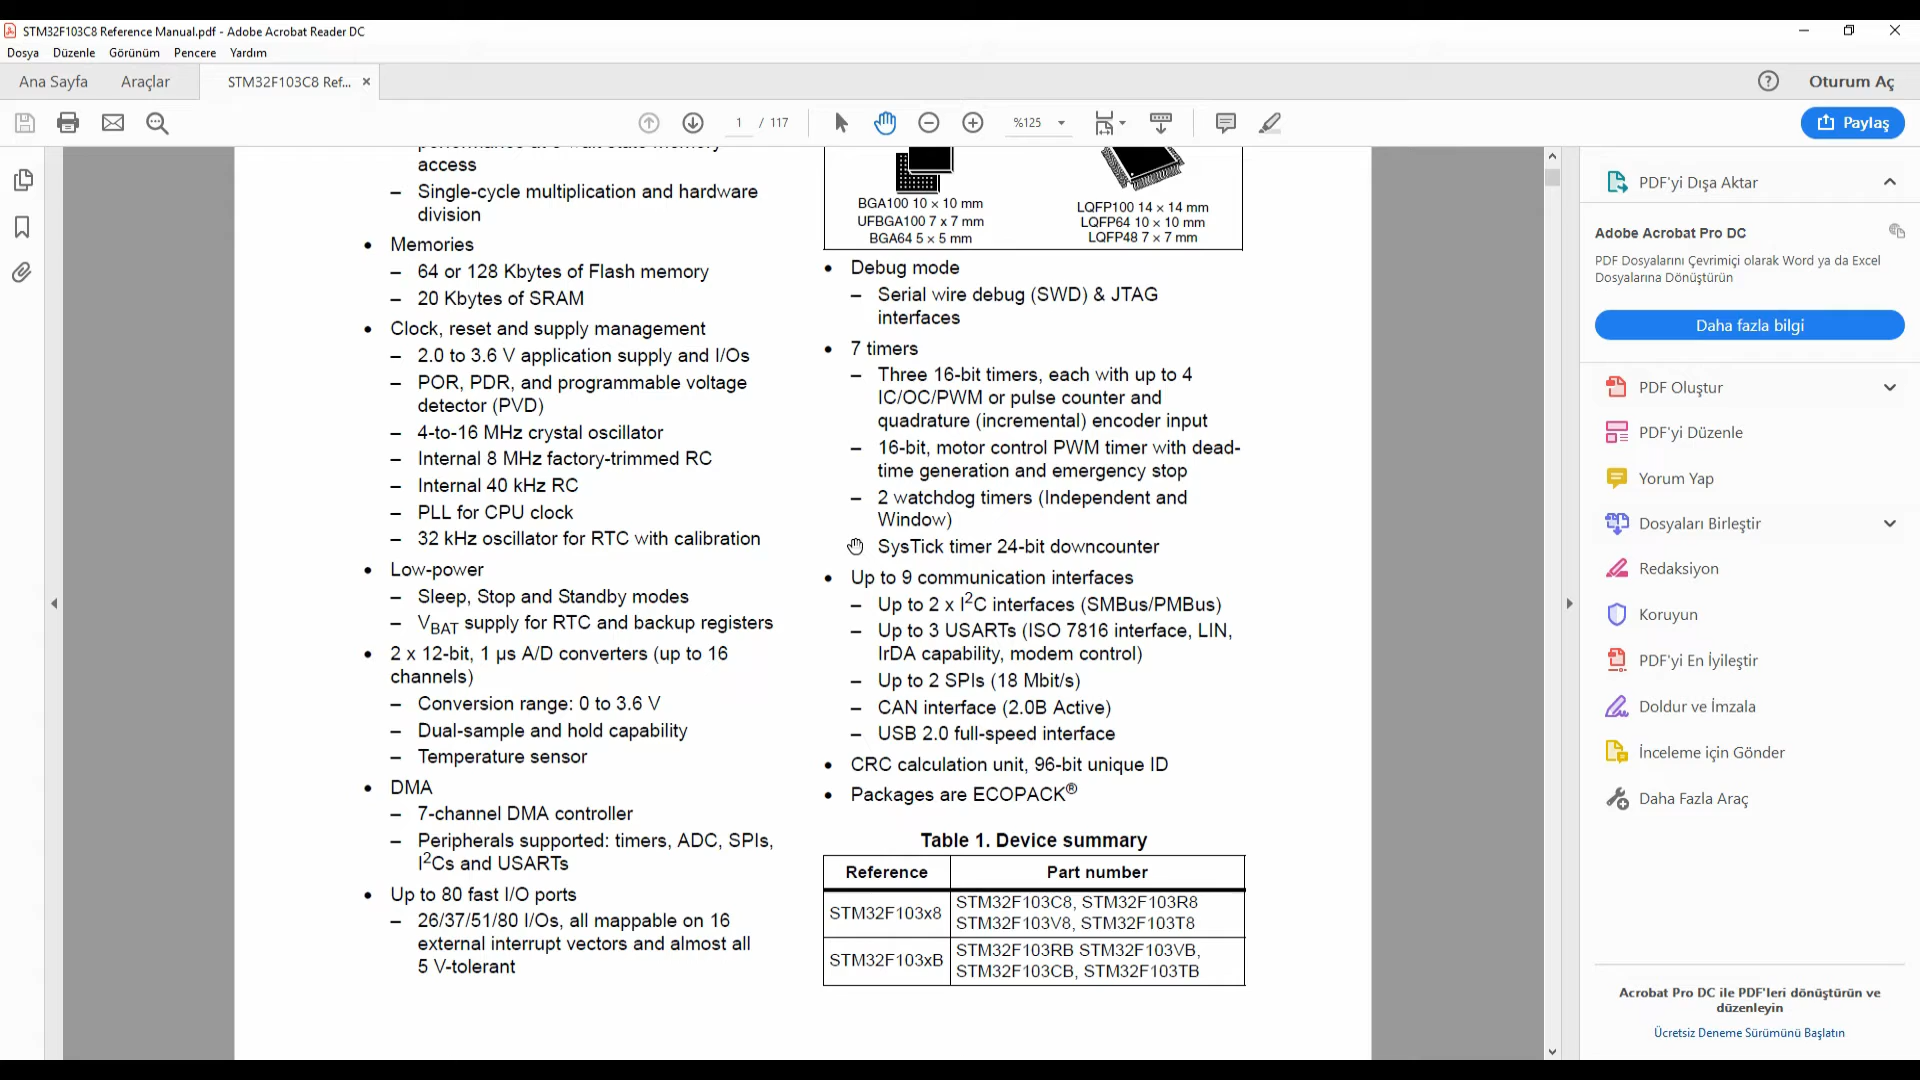 STM32F103C8 Reference Manual.pdf - Adobe Acrobat Reader DC
Dosya Düzenle Görünüm Pencere Yardım
Ana Sayfa Araçlar STM32F103C8 Ref... Oturum Aç
1 / 117 %125 Paylaş
access
– Single-cycle multiplication and hardware
division
• Memories
– 64 or 128 Kbytes of Flash memory
– 20 Kbytes of SRAM
• Clock, reset and supply management
– 2.0 to 3.6 V application supply and I/Os
– POR, PDR, and programmable voltage
detector (PVD)
– 4-to-16 MHz crystal oscillator
– Internal 8 MHz factory-trimmed RC
– Internal 40 kHz RC
– PLL for CPU clock
– 32 kHz oscillator for RTC with calibration
• Low-power
– Sleep, Stop and Standby modes
– VBAT supply for RTC and backup registers
• 2 x 12-bit, 1 µs A/D converters (up to 16
channels)
– Conversion range: 0 to 3.6 V
– Dual-sample and hold capability
– Temperature sensor
• DMA
– 7-channel DMA controller
– Peripherals supported: timers, ADC, SPIs,
I2Cs and USARTs
• Up to 80 fast I/O ports
– 26/37/51/80 I/Os, all mappable on 16
external interrupt vectors and almost all
5 V-tolerant
BGA100 10 × 10 mm
UFBGA100 7 x 7 mm
BGA64 5 × 5 mm
LQFP100 14 × 14 mm
LQFP64 10 × 10 mm
LQFP48 7 × 7 mm
• Debug mode
– Serial wire debug (SWD) & JTAG
interfaces
• 7 timers
– Three 16-bit timers, each with up to 4
IC/OC/PWM or pulse counter and
quadrature (incremental) encoder input
– 16-bit, motor control PWM timer with dead-
time generation and emergency stop
– 2 watchdog timers (Independent and
Window)
SysTick timer 24-bit downcounter
• Up to 9 communication interfaces
– Up to 2 x I2C interfaces (SMBus/PMBus)
– Up to 3 USARTs (ISO 7816 interface, LIN,
IrDA capability, modem control)
– Up to 2 SPIs (18 Mbit/s)
– CAN interface (2.0B Active)
– USB 2.0 full-speed interface
• CRC calculation unit, 96-bit unique ID
• Packages are ECOPACK®
Table 1. Device summary
Reference Part number
STM32F103x8 STM32F103C8, STM32F103R8
STM32F103V8, STM32F103T8
STM32F103xB STM32F103RB STM32F103VB,
STM32F103CB, STM32F103TB
PDF'yi Dışa Aktar
Adobe Acrobat Pro DC
PDF Dosyalarını Çevrimiçi olarak Word ya da Excel
Dosyalarına Dönüştürün
Daha fazla bilgi
PDF Oluştur
PDF'yi Düzenle
Yorum Yap
Dosyaları Birleştir
Redaksiyon
Koruyun
PDF'yi En İyileştir
Doldur ve İmzala
İnceleme için Gönder
Daha Fazla Araç
Acrobat Pro DC ile PDF'leri dönüştürün ve
düzenleyin
Ücretsiz Deneme Sürümünü Başlatın